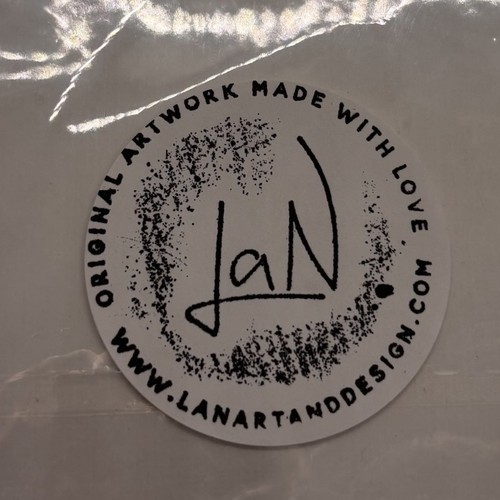 ORIGINAL ARTWORK MADE WITH LOVE
LaN
WWW.LANARTANDDESIGN.COM